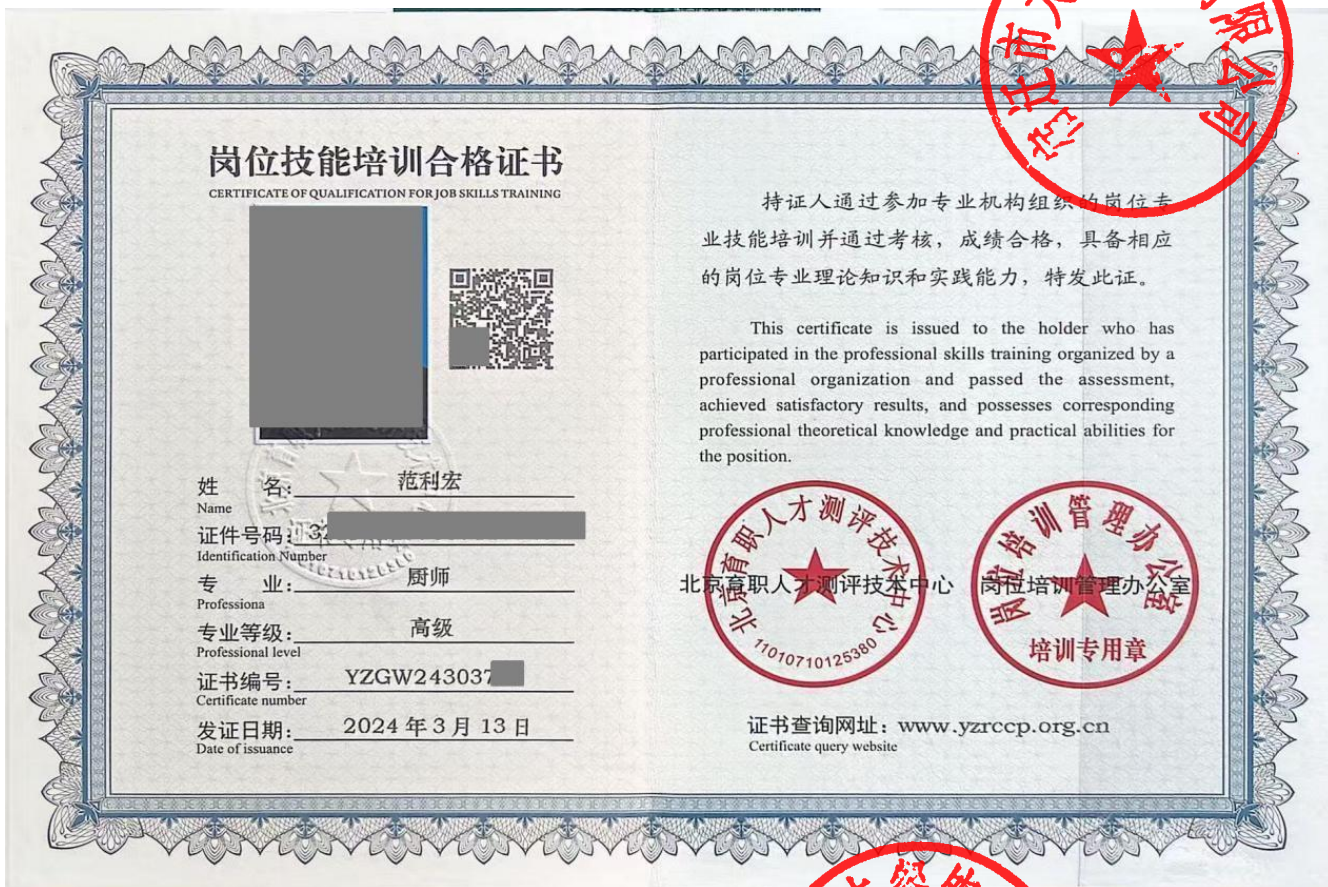 岗位技能培训合格证书
CERTIFICATE OF QUALIFICATION FOR JOB SKILLS TRAINING
姓 名: 范利宏
Name
证件号码: 32
Identification Number
专 业: 厨师
Professiona
专业等级: 高级
Professional level
证书编号: YZGW243037
Certificate number
发证日期: 2024 年 3 月 13 日
Date of issuance
限公司
宿迁市
持证人通过参加专业机构组织的岗位专
业技能培训并通过考核，成绩合格，具备相应
的岗位专业理论知识和实践能力，特发此证。
This certificate is issued to the holder who has
participated in the professional skills training organized by a
professional organization and passed the assessment,
achieved satisfactory results, and possesses corresponding
professional theoretical knowledge and practical abilities for
the position.
北京育职人才测评技术中心
11010710125380
岗位培训管理办公室
培训专用章
北京育职人才测评技术中心 岗位培训管理办公室
证书查询网址: www.yzrccp.org.cn
Certificate query website